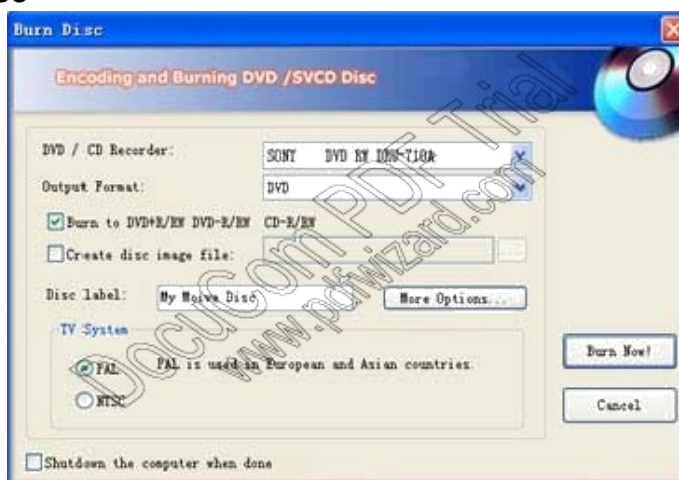 Burn Disc
Encoding and Burning DVD /SVCD Disc
DVD / CD Recorder:
SONY DVD RW DRU-710A
Output Format:
DVD
Burn to DVD+R/RW DVD-R/RW CD-R/RW
Create disc image file:
...
Disc label:
My Moive Disc
More Options...
TV System
PAL
PAL is used in European and Asian countries.
NTSC
Burn Now!
Cancel
Shutdown the computer when done
DocuCom PDF Trial
www.pdfwizard.com